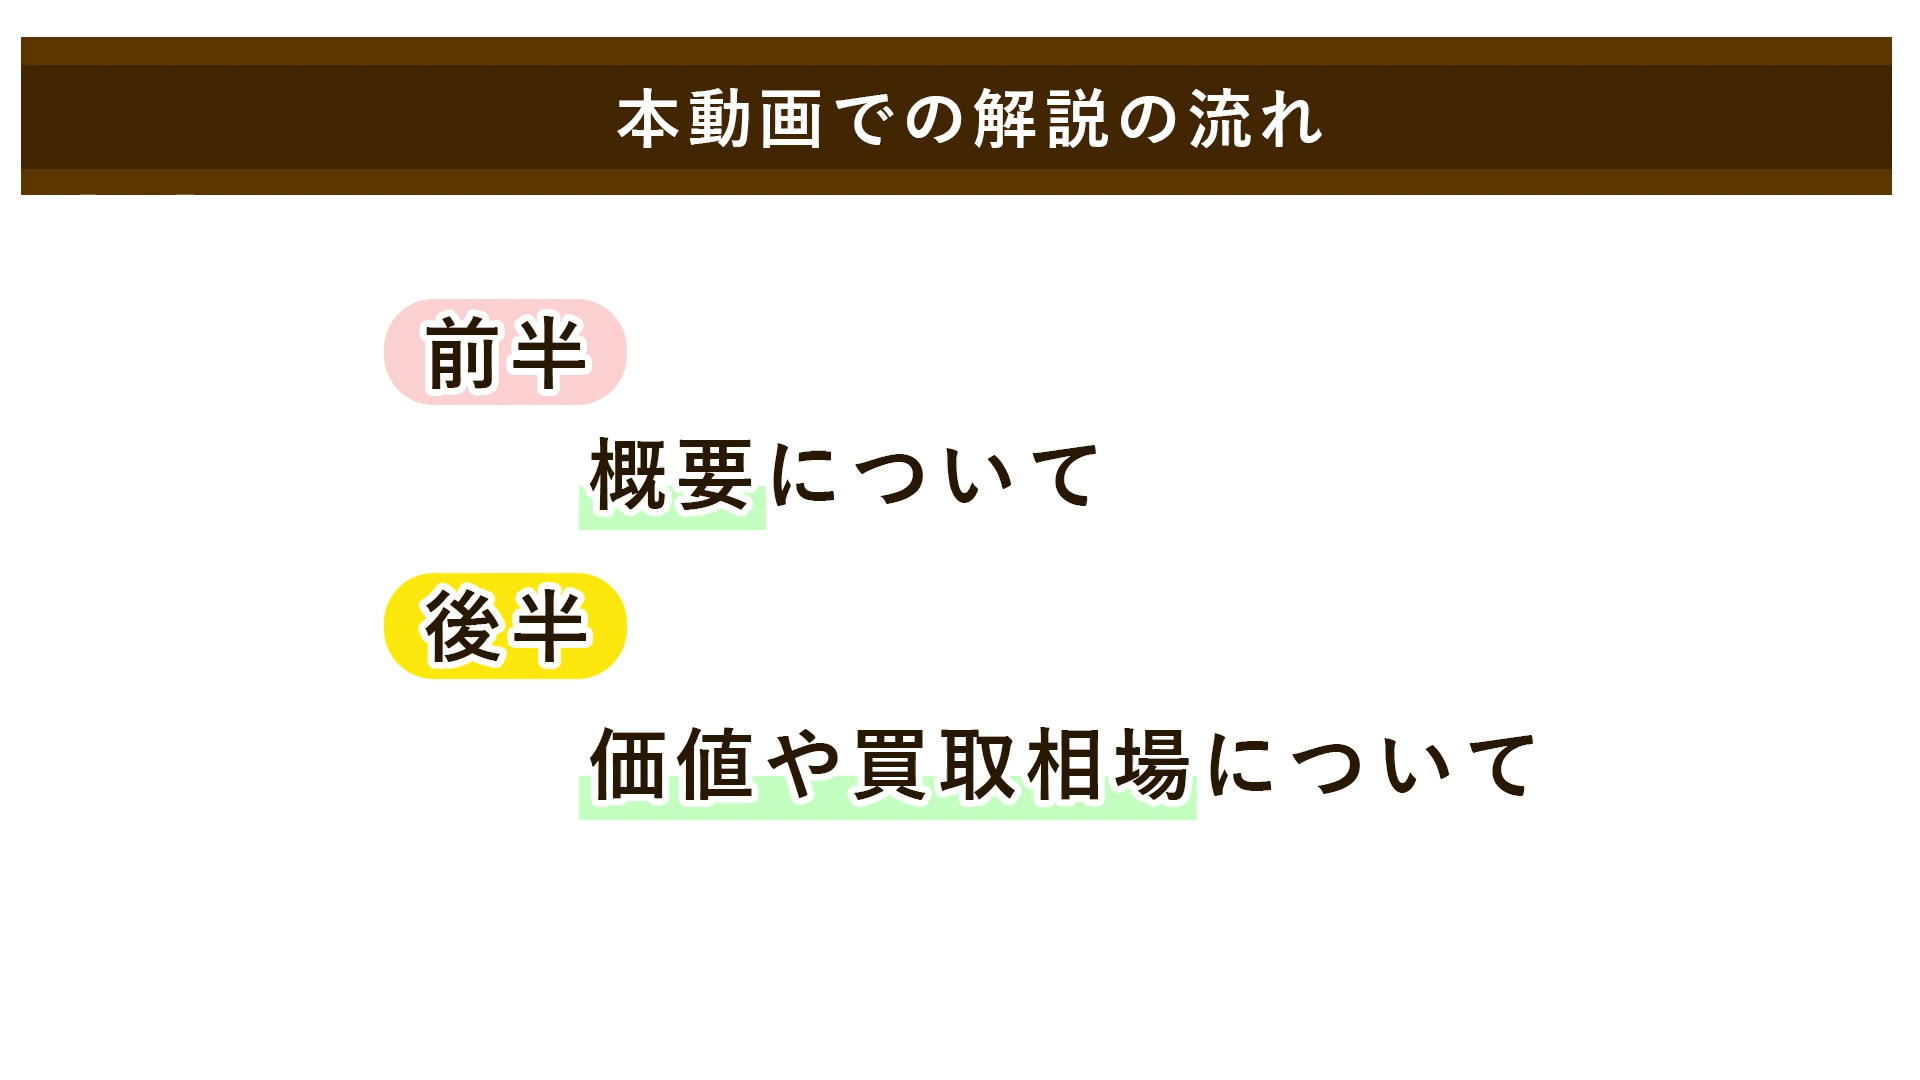 本動画での解説の流れ
前半
概要について
後半
価値や買取相場について